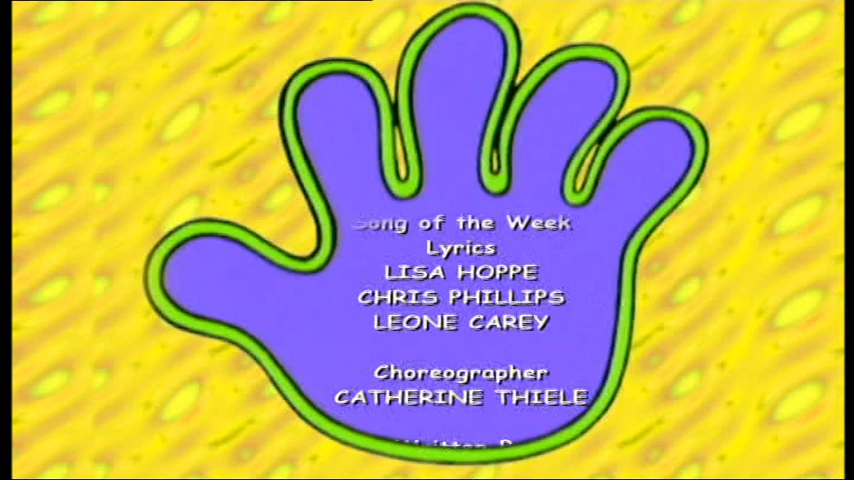 Song of the Week
Lyrics
LISA HOPPE
CHRIS PHILLIPS
LEONE CAREY
Choreographer
CATHERINE THIELE